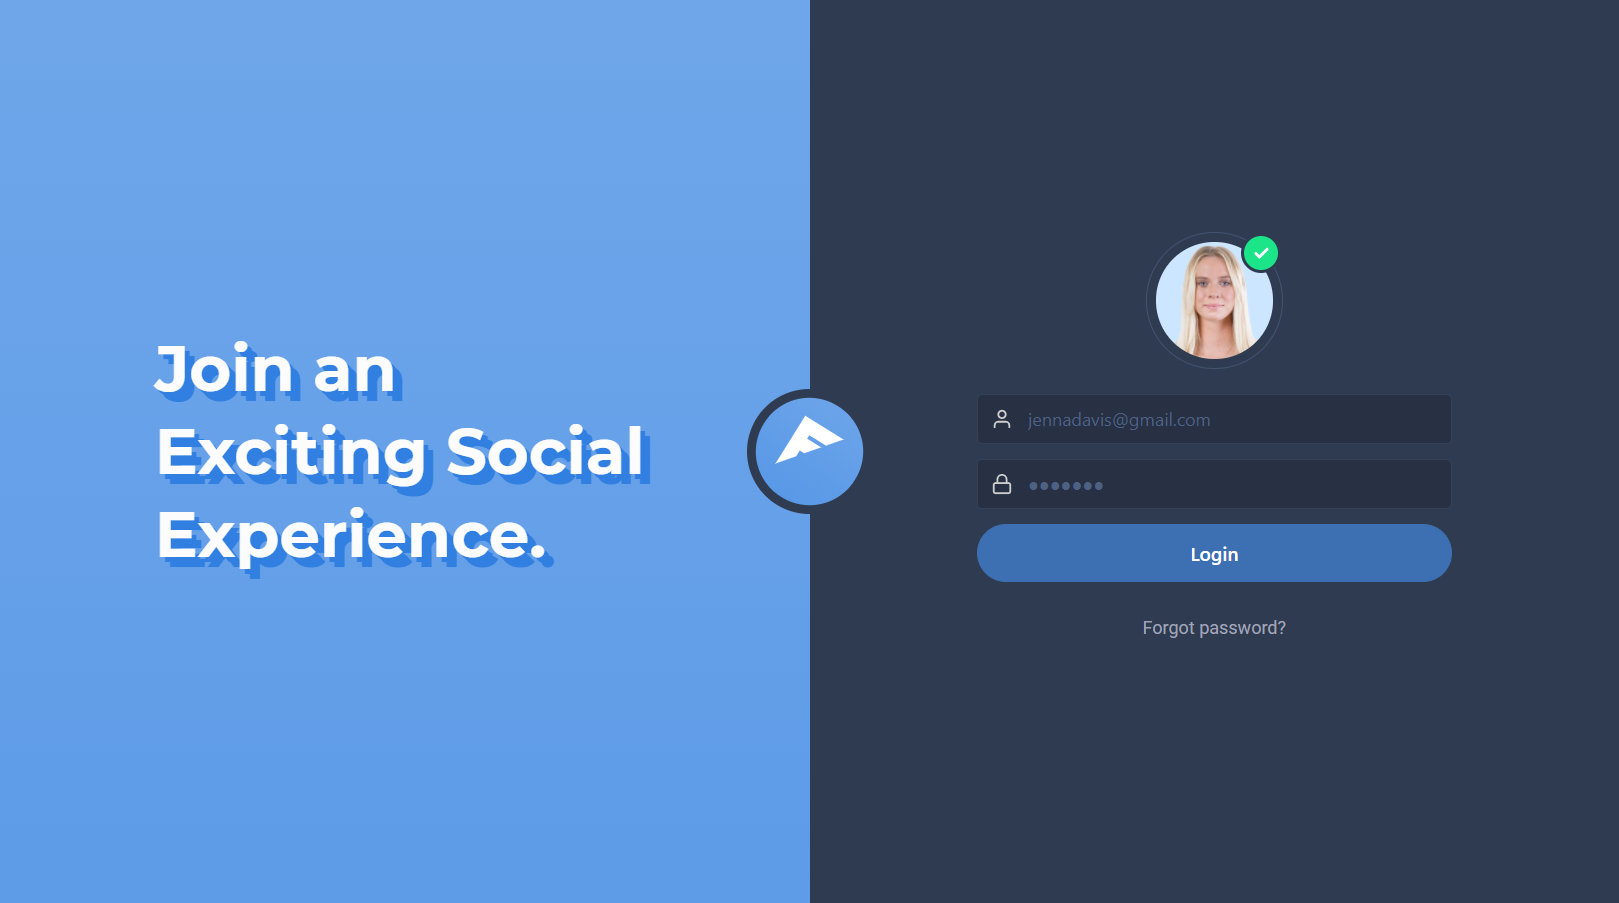 Join an
Exciting Social
Experience.
jennadavis@gmail.com
•••••••
Login
Forgot password?